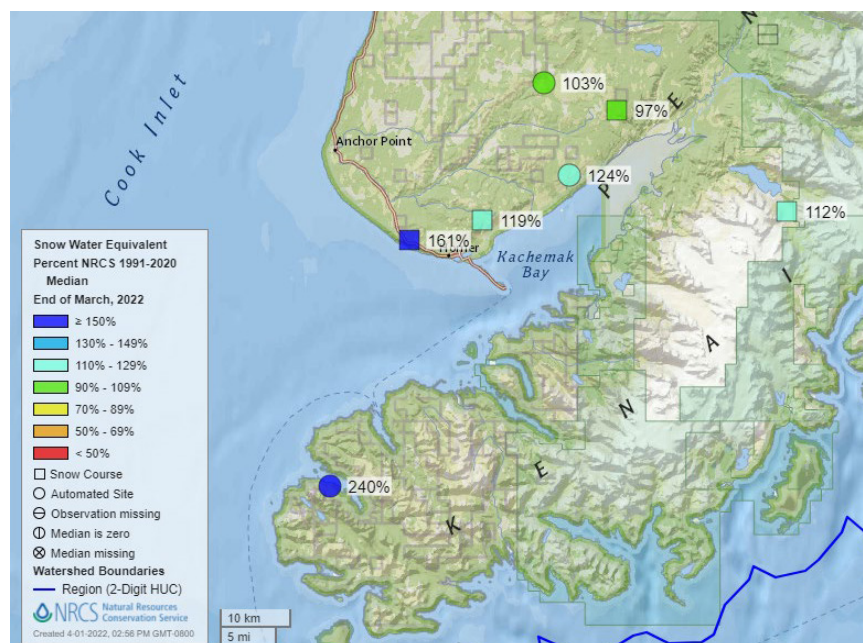 N
103%
97%
E
Cook Inlet
Anchor Point
124%
P
119%
112%
161%
Homer
Kachemak
Bay
I
A
N
E
K
240%
Snow Water Equivalent
Percent NRCS 1991-2020
Median
End of March, 2022
≥ 150%
130% - 149%
110% - 129%
90% - 109%
70% - 89%
50% - 69%
< 50%
Snow Course
Automated Site
Observation missing
Median is zero
Median missing
Watershed Boundaries
Region (2-Digit HUC)
NRCS Natural Resources
Conservation Service
Created 4-01-2022, 02:56 PM GMT-0800
10 km
5 mi